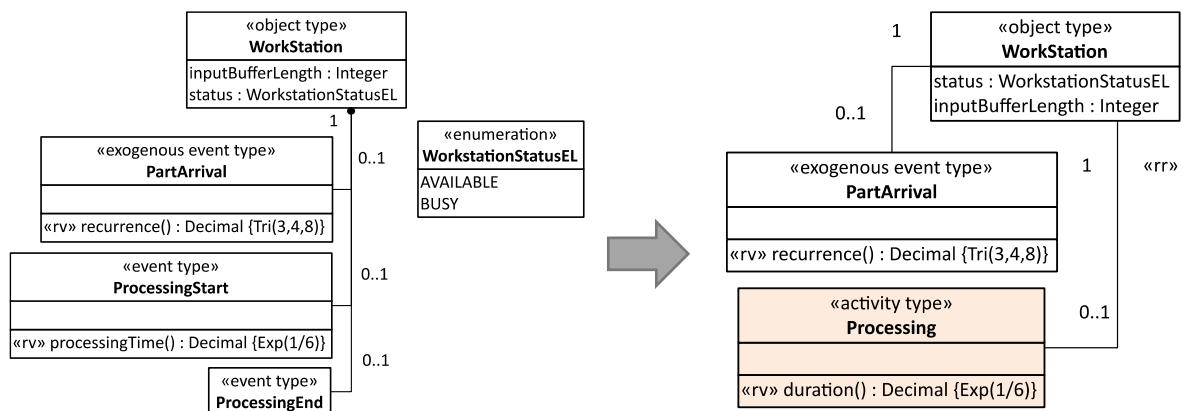 «object type»
WorkStation
inputBufferLength : Integer
status : WorkstationStatusEL
1
0..1
«exogenous event type»
PartArrival
«rv» recurrence() : Decimal {Tri(3,4,8)}
«enumeration»
WorkstationStatusEL
AVAILABLE
BUSY
«event type»
ProcessingStart
«rv» processingTime() : Decimal {Exp(1/6)}
0..1
0..1
«event type»
ProcessingEnd
1
«object type»
WorkStation
status : WorkstationStatusEL
inputBufferLength : Integer
0..1
«exogenous event type»
PartArrival
«rv» recurrence() : Decimal {Tri(3,4,8)}
1
«rr»
«activity type»
Processing
«rv» duration() : Decimal {Exp(1/6)}
0..1